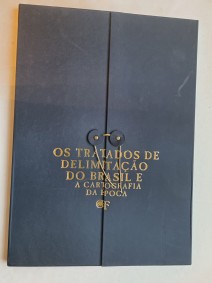 OS TRATADOS DE
DELIMITAÇÃO
DO BRASIL E
A CARTOGRAFIA
DA ÉPOCA